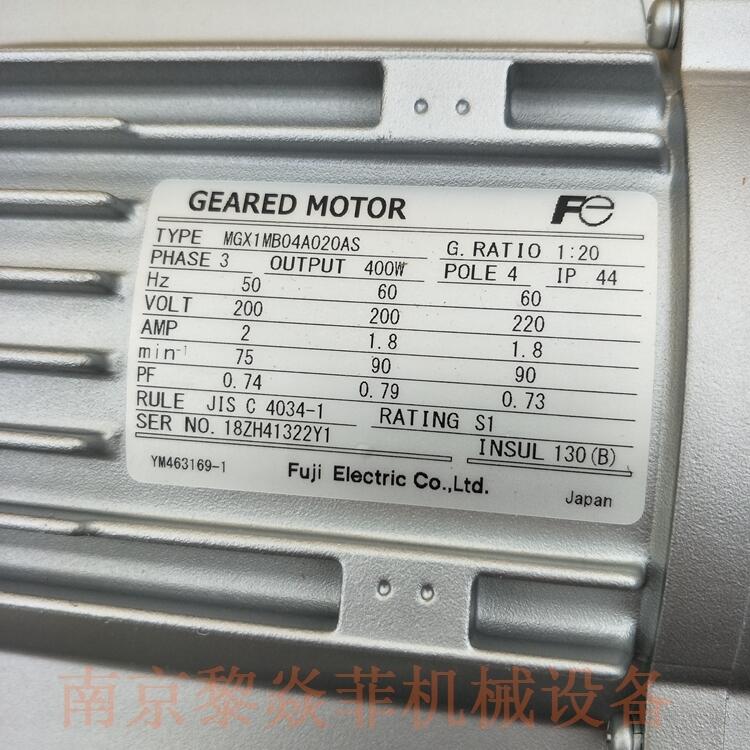 GEARED MOTOR Fe
TYPE MGX1MB04A020AS G. RATIO 1:20
PHASE 3 OUTPUT 400W POLE 4 IP 44
Hz 50 60 60
VOLT 200 200 220
AMP 2 1.8 1.8
min-1 75 90 90
PF 0.74 0.79 0.73
RULE JIS C 4034-1 RATING S1
SER NO. 18ZH41322Y1 INSUL 130(B)
YM463169-1 Fuji Electric Co.,Ltd. Japan
南京黎焱菲机械设备